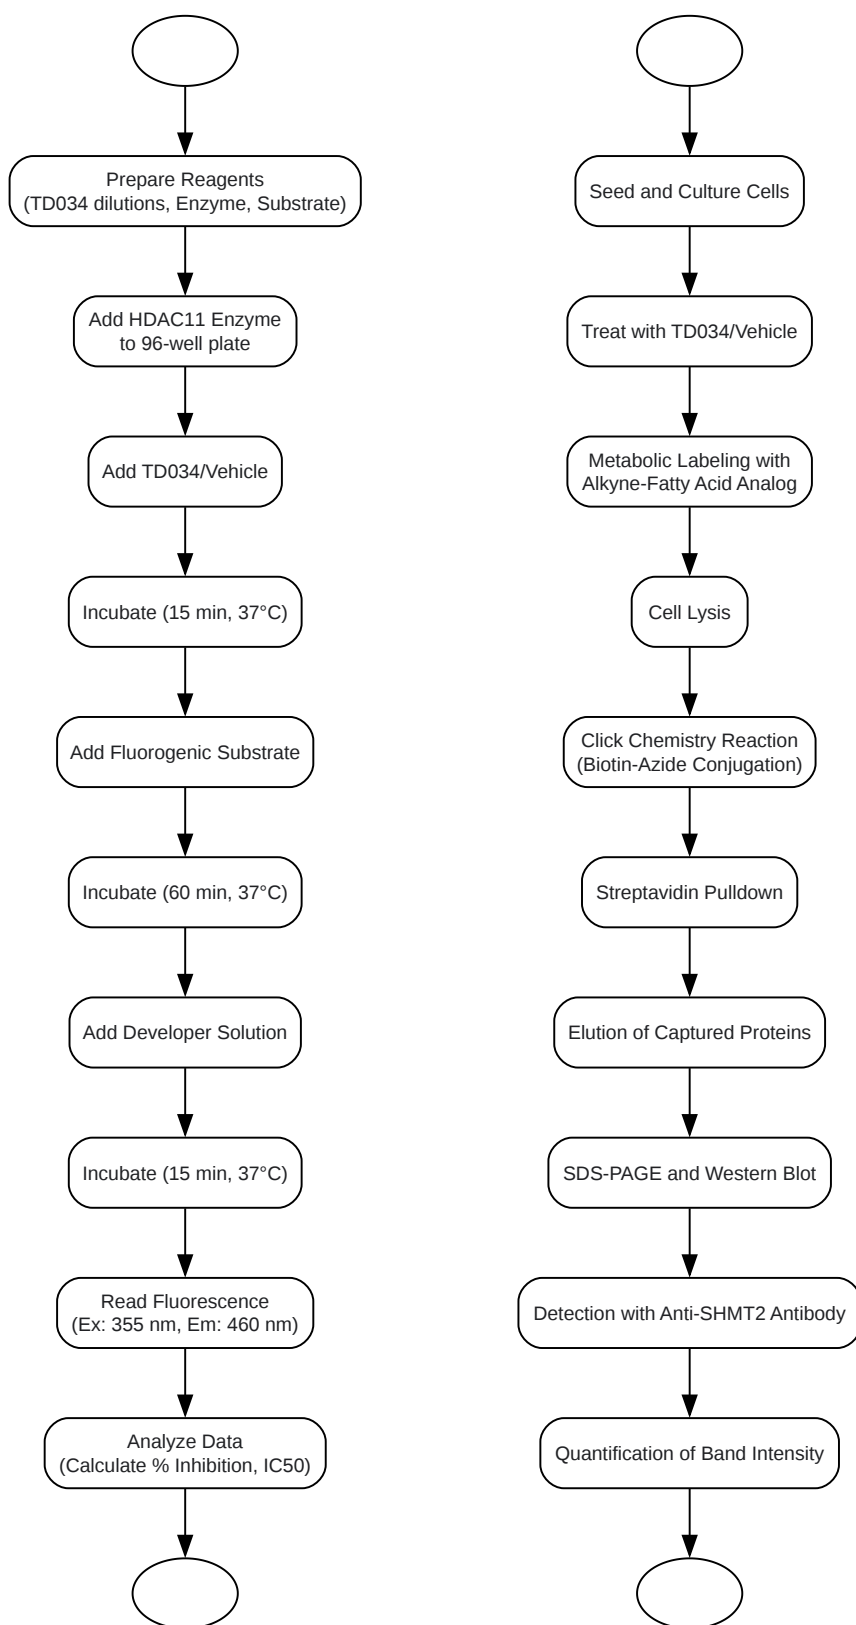 Prepare Reagents
(TD034 dilutions, Enzyme, Substrate)
Add HDAC11 Enzyme
to 96-well plate
Add TD034/Vehicle
Incubate (15 min, 37°C)
Add Fluorogenic Substrate
Incubate (60 min, 37°C)
Add Developer Solution
Incubate (15 min, 37°C)
Read Fluorescence
(Ex: 355 nm, Em: 460 nm)
Analyze Data
(Calculate % Inhibition, IC50)
Seed and Culture Cells
Treat with TD034/Vehicle
Metabolic Labeling with
Alkyne-Fatty Acid Analog
Cell Lysis
Click Chemistry Reaction
(Biotin-Azide Conjugation)
Streptavidin Pulldown
Elution of Captured Proteins
SDS-PAGE and Western Blot
Detection with Anti-SHMT2 Antibody
Quantification of Band Intensity